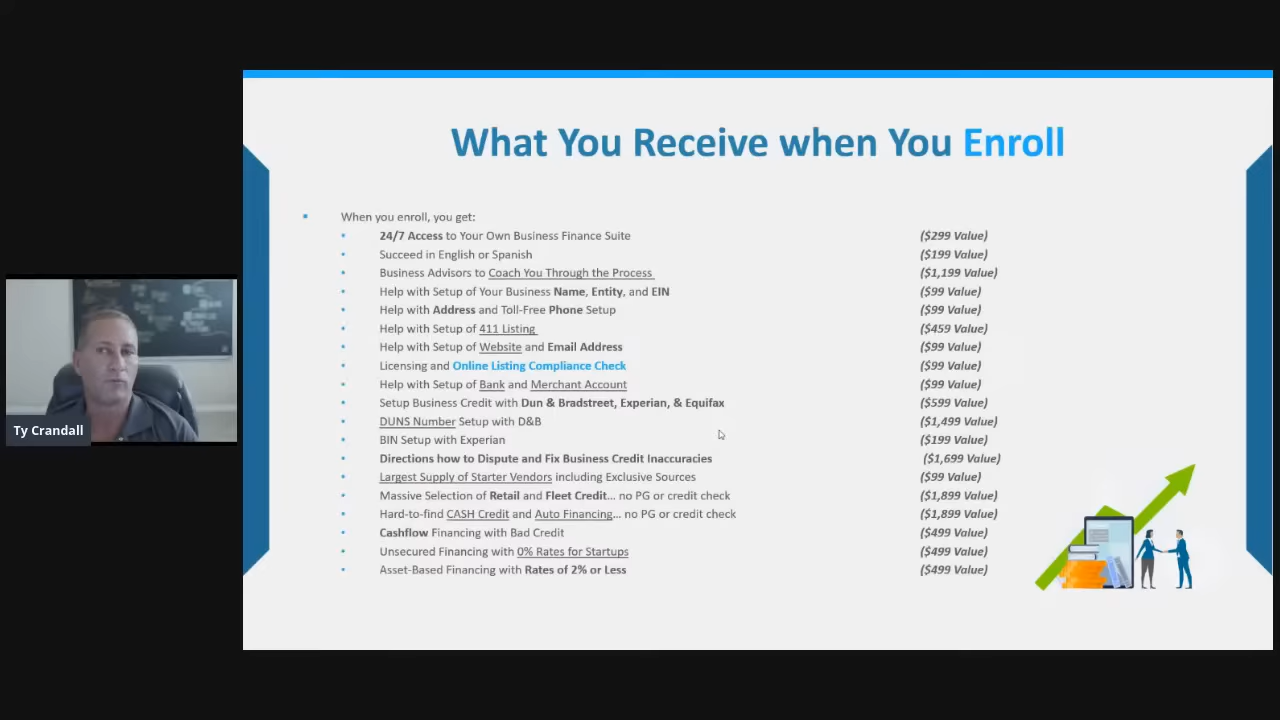 What You Receive when You Enroll
When you enroll, you get:
24/7 Access to Your Own Business Finance Suite ($299 Value)
Succeed in English or Spanish ($199 Value)
Business Advisors to Coach You Through the Process ($1,199 Value)
Help with Setup of Your Business Name, Entity, and EIN ($99 Value)
Help with Address and Toll-Free Phone Setup ($99 Value)
Help with Setup of 411 Listing ($459 Value)
Help with Setup of Website and Email Address ($99 Value)
Licensing and Online Listing Compliance Check ($99 Value)
Help with Setup of Bank and Merchant Account ($99 Value)
Setup Business Credit with Dun & Bradstreet, Experian, & Equifax ($599 Value)
DUNS Number Setup with D&B ($1,499 Value)
BIN Setup with Experian ($199 Value)
Directions how to Dispute and Fix Business Credit Inaccuracies ($1,699 Value)
Largest Supply of Starter Vendors including Exclusive Sources ($99 Value)
Massive Selection of Retail and Fleet Credit… no PG or credit check ($1,899 Value)
Hard-to-find CASH Credit and Auto Financing… no PG or credit check ($1,899 Value)
Cashflow Financing with Bad Credit ($499 Value)
Unsecured Financing with 0% Rates for Startups ($499 Value)
Asset-Based Financing with Rates of 2% or Less ($499 Value)
Ty Crandall